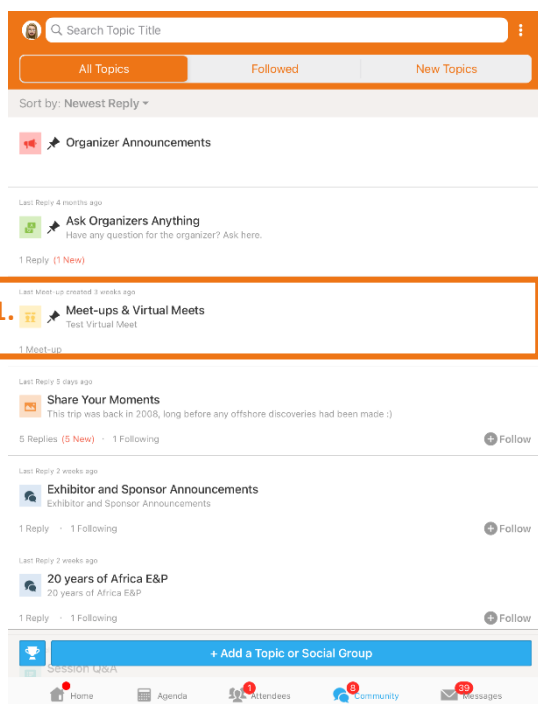 Search Topic Title
All Topics Followed New Topics
Sort by: Newest Reply
Organizer Announcements
Last Reply 4 months ago
Ask Organizers Anything
Have any question for the organizer? Ask here.
1 Reply (1 New)
Last Meet-up created 3 weeks ago
1.
Meet-ups & Virtual Meets
Test Virtual Meet
1 Meet-up
Last Reply 5 days ago
Share Your Moments
This trip was back in 2008, long before any offshore discoveries had been made :)
5 Replies (5 New) · 1 Following Follow
Last Reply 2 weeks ago
Exhibitor and Sponsor Announcements
Exhibitor and Sponsor Announcements
1 Reply · 1 Following Follow
Last Reply 2 weeks ago
20 years of Africa E&P
20 years of Africa E&P
1 Reply · 1 Following Follow
+ Add a Topic or Social Group
Session Q&A
1 8 39
Home Agenda Attendees Community Messages